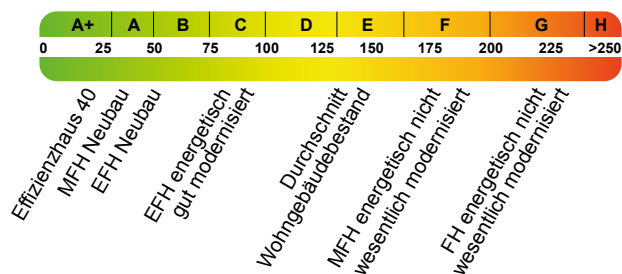 A+ A B C D E F G H
0 25 50 75 100 125 150 175 200 225 >250
Effizienzhaus 40
MFH Neubau
EFH Neubau
EFH energetisch
gut modernisiert
Durchschnitt
Wohngebäudebestand
MFH energetisch nicht
wesentlich modernisiert
FH energetisch nicht
wesentlich modernisiert